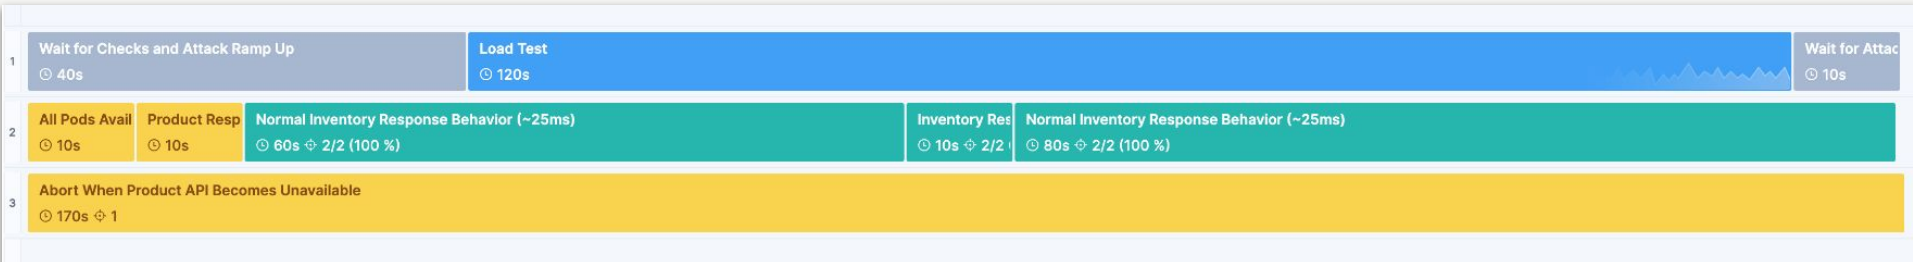 1
Wait for Checks and Attack Ramp Up
40s
Load Test
120s
Wait for Attac
10s
2
All Pods Avail
10s
Product Resp
10s
Normal Inventory Response Behavior (~25ms)
60s 2/2 (100 %)
Inventory Res
10s 2/2
Normal Inventory Response Behavior (~25ms)
80s 2/2 (100 %)
3
Abort When Product API Becomes Unavailable
170s 1